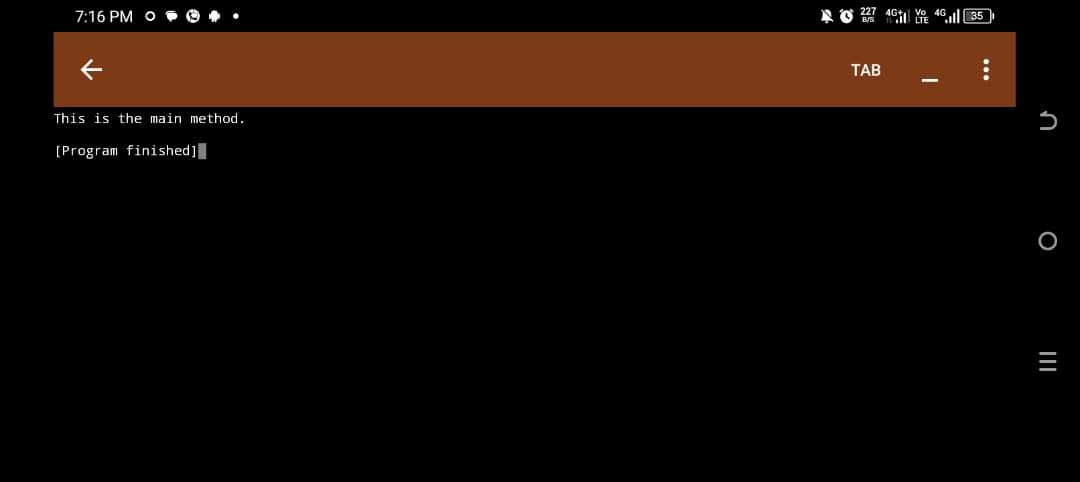 7:16 PM 227 B/S 4G+ Vo LTE 4G 35
TAB
This is the main method.
[Program finished]